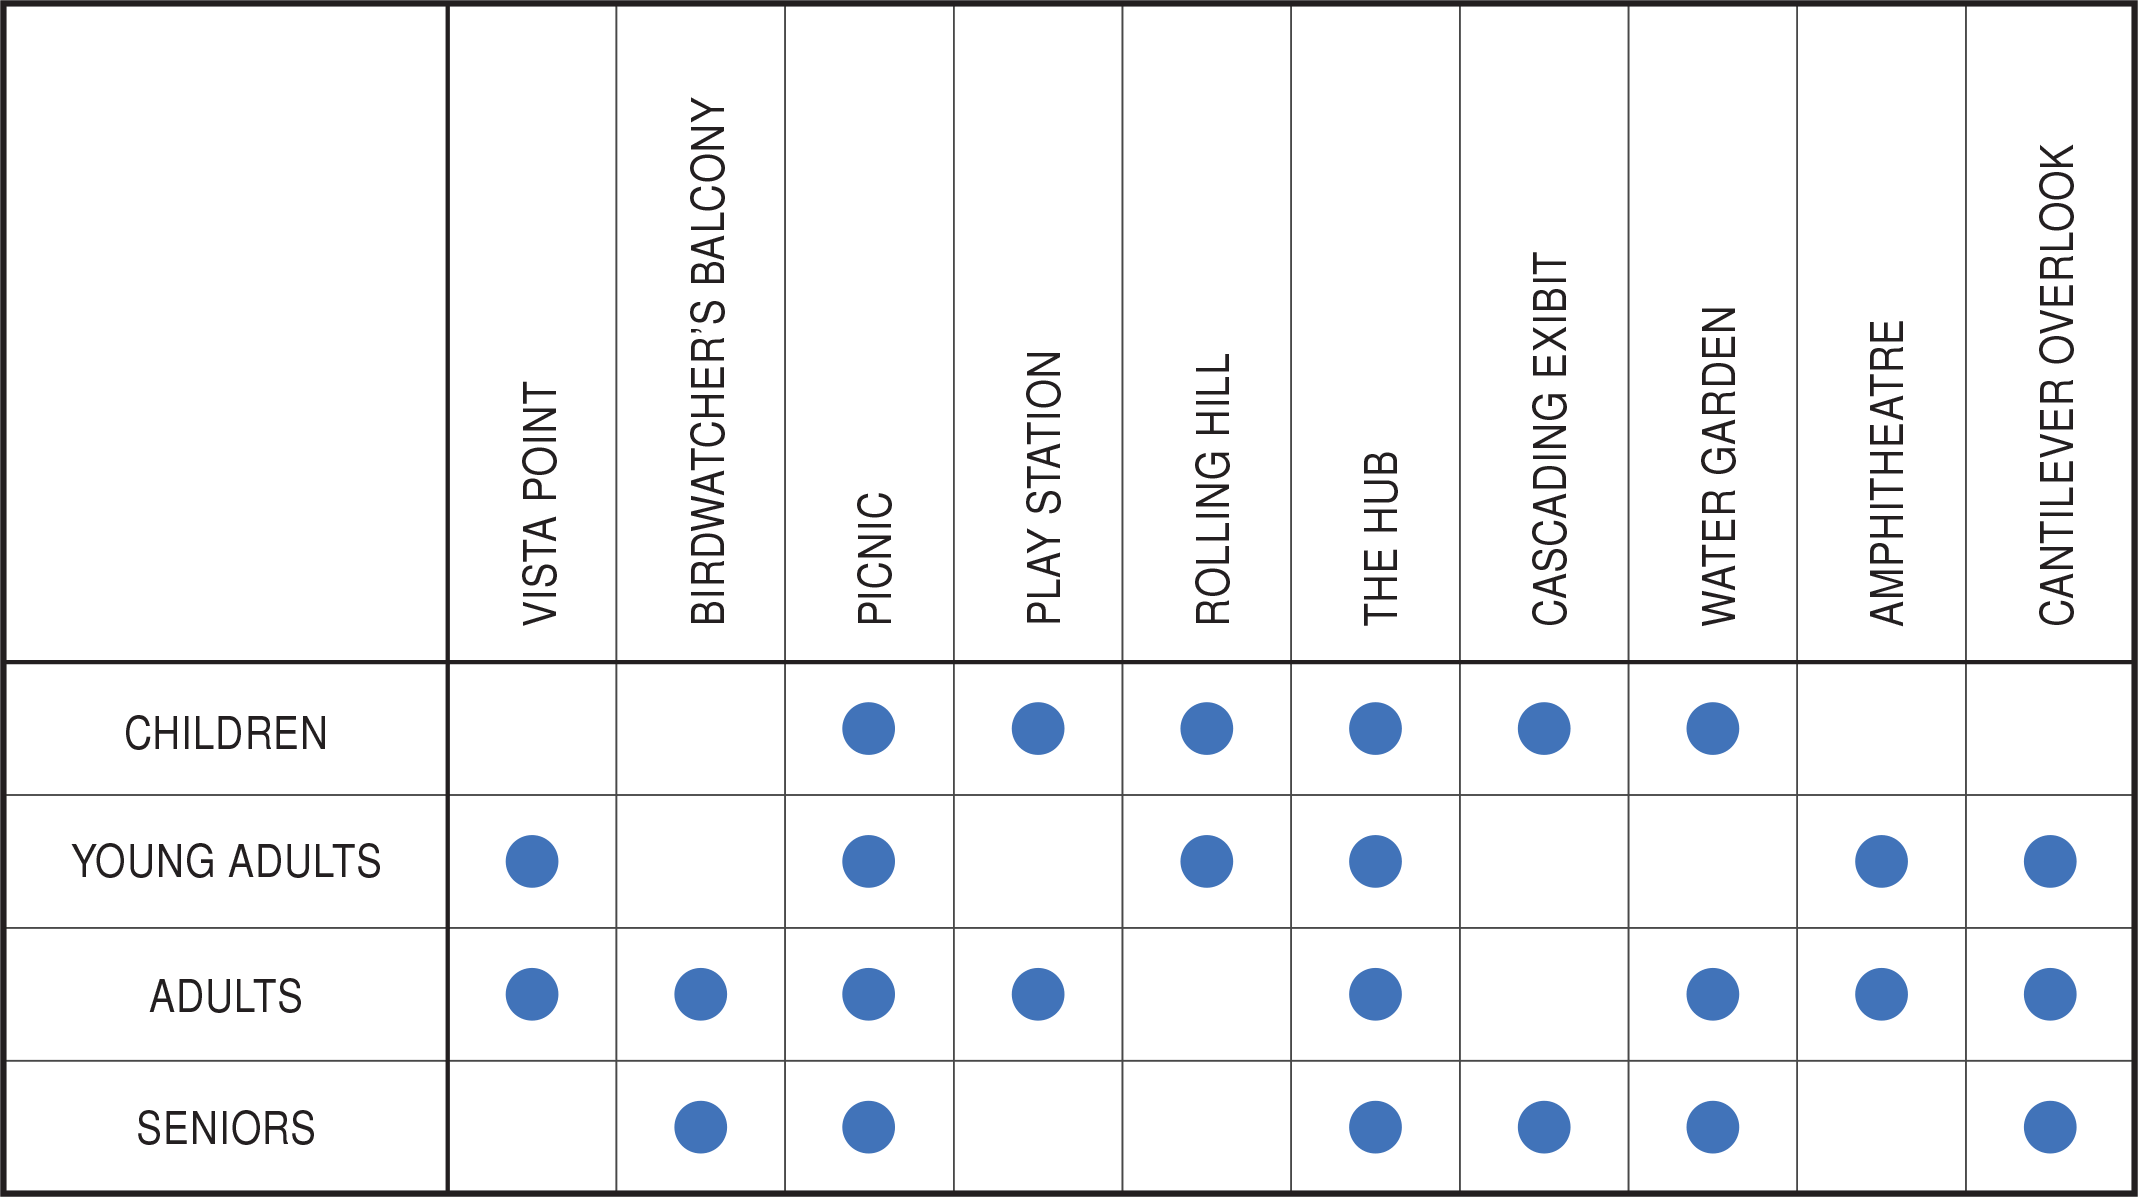 VISTA POINT
BIRDWATCHER’S BALCONY
PICNIC
PLAY STATION
ROLLING HILL
THE HUB
CASCADING EXIBIT
WATER GARDEN
AMPHITHEATRE
CANTILEVER OVERLOOK
CHILDREN
YOUNG ADULTS
ADULTS
SENIORS